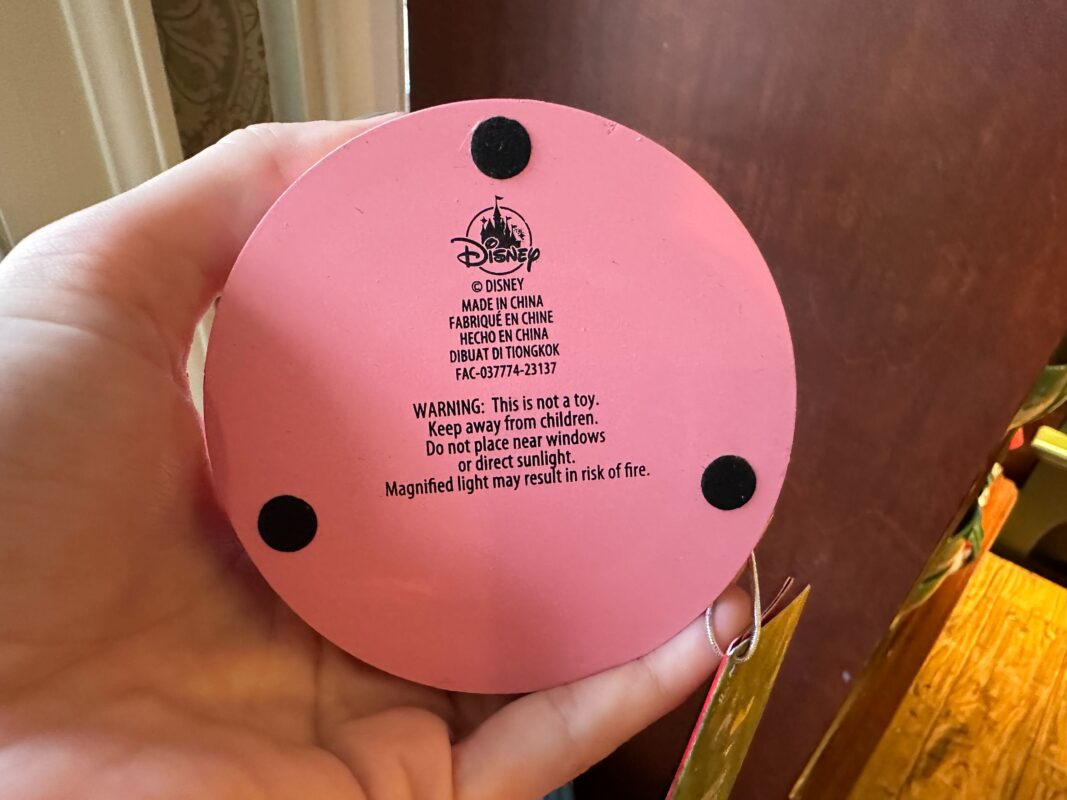 Disney
© DISNEY
MADE IN CHINA
FABRIQUÉ EN CHINE
HECHO EN CHINA
DIBUAT DI TIONGKOK
FAC-037774-23137
WARNING: This is not a toy.
Keep away from children.
Do not place near windows
or direct sunlight.
Magnified light may result in risk of fire.